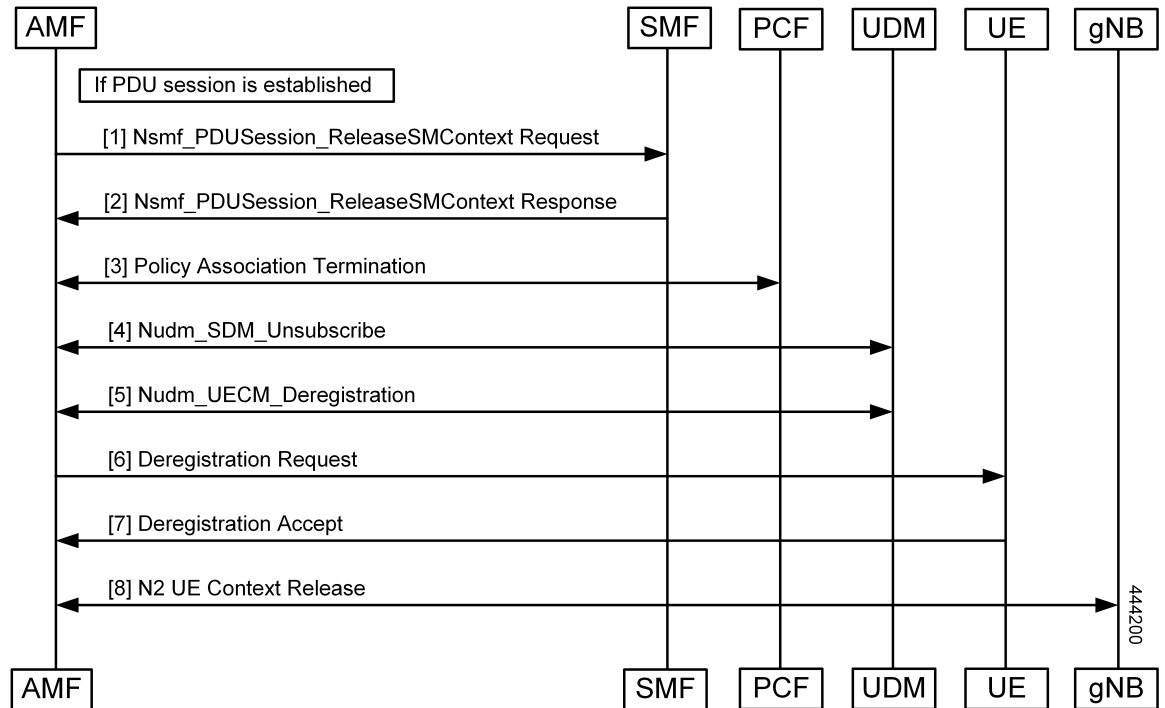 AMF
SMF
PCF
UDM
UE
gNB
If PDU session is established
[1] Nsmf_PDUSession_ReleaseSMContext Request
[2] Nsmf_PDUSession_ReleaseSMContext Response
[3] Policy Association Termination
[4] Nudm_SDM_Unsubscribe
[5] Nudm_UECM_Deregistration
[6] Deregistration Request
[7] Deregistration Accept
[8] N2 UE Context Release
444200
AMF
SMF
PCF
UDM
UE
gNB